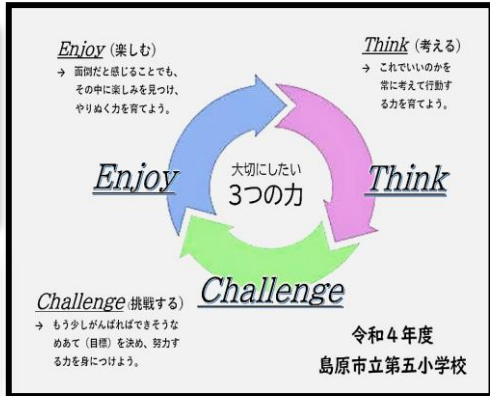 Enjoy（楽しむ）
→ 面倒だと感じることでも、
その中に楽しみを見つけ、
やりぬく力を育てよう。
Think（考える）
→ これでいいのかを
常に考えて行動す
る力を育てよう。
大切にしたい
3つの力
Enjoy
Think
Challenge
Challenge（挑戦する）
→ もう少しがんばればできそうな
めあて（目標）を決め、努力す
る力を身につけよう。
令和４年度
島原市立第五小学校